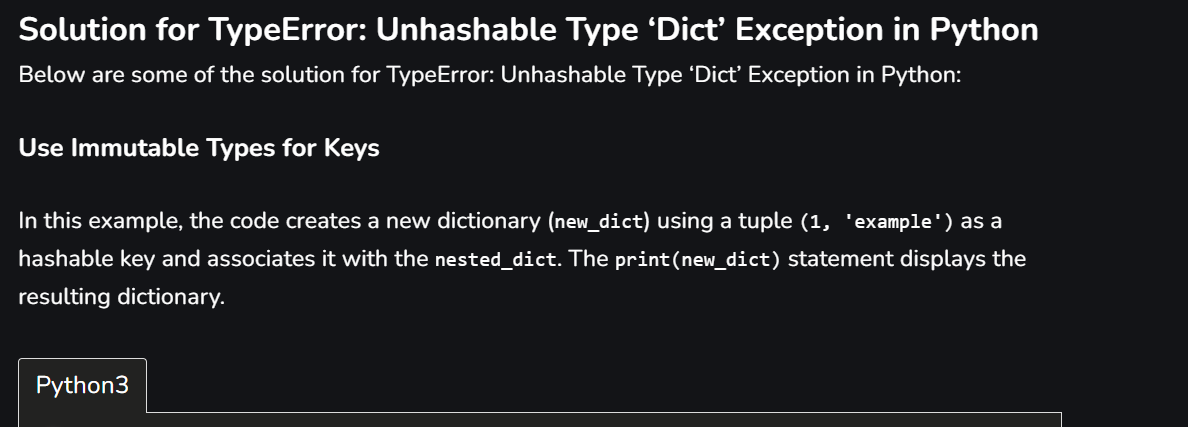 Solution for TypeError: Unhashable Type ‘Dict’ Exception in Python
Below are some of the solution for TypeError: Unhashable Type ‘Dict’ Exception in Python:
Use Immutable Types for Keys
In this example, the code creates a new dictionary (new_dict) using a tuple (1, 'example') as a
hashable key and associates it with the nested_dict. The print(new_dict) statement displays the
resulting dictionary.
Python3